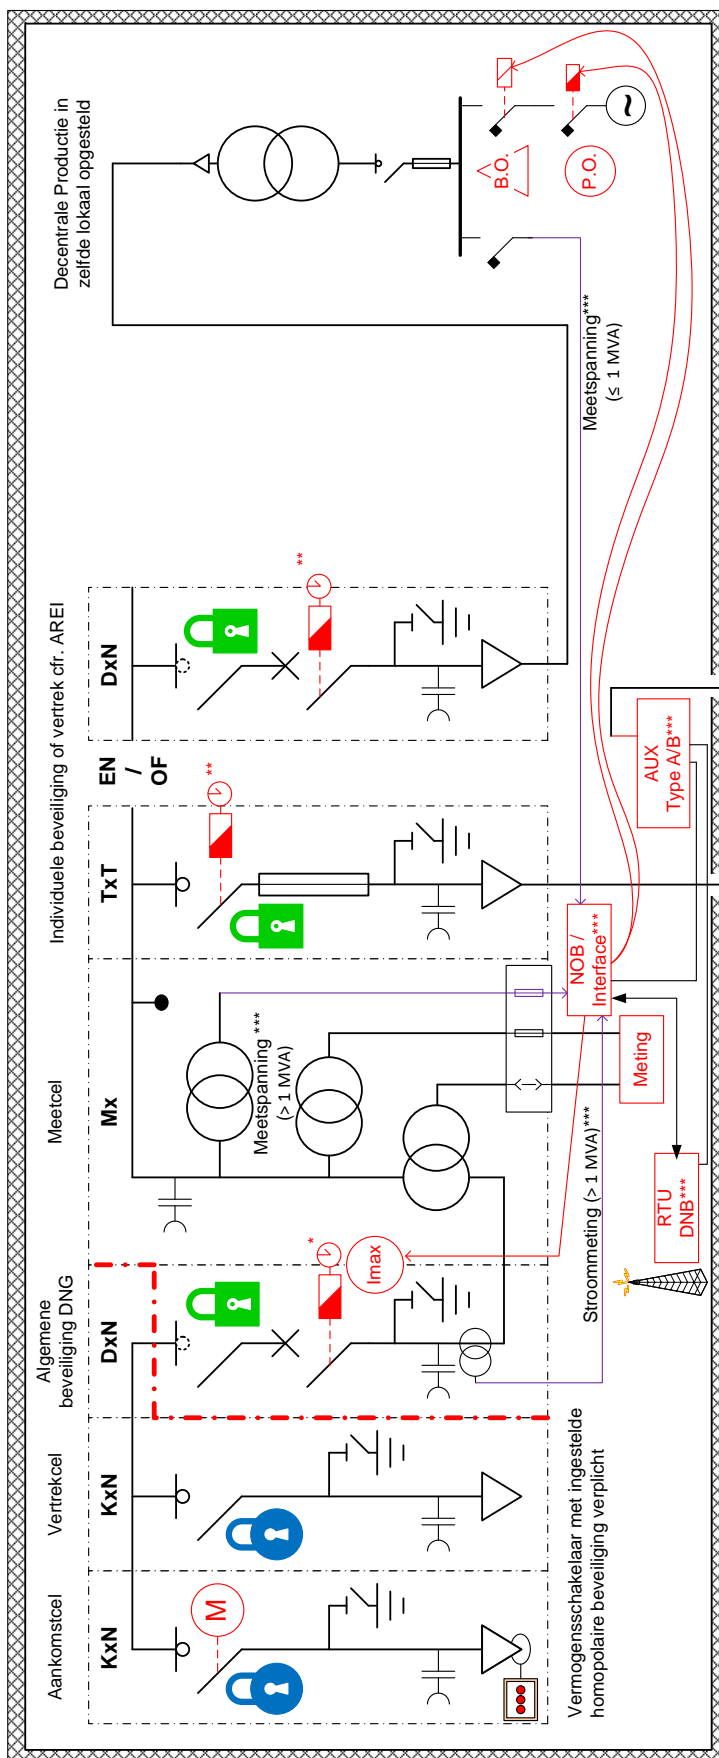 Aankomstcel
Vertrekcel
Algemene
beveiliging DNG
Meetcel
Individuele beveiliging of vertrek cfr. AREI
Decentrale Productie in
zelfde lokaal opgesteld
KxN
KxN
DxN
Mx
TxT
EN
/
OF
DxN
M
*
Imax
Meetspanning ***
(> 1 MVA)
**
**
B.O.
P.O.
~
Meetspanning***
(≤ 1 MVA)
Vermogensschakelaar met ingestelde
homopolaire beveiliging verplicht
Stroommeting (> 1 MVA)***
NOB /
Interface***
Meting
RTU
DNB***
AUX
Type A/B***